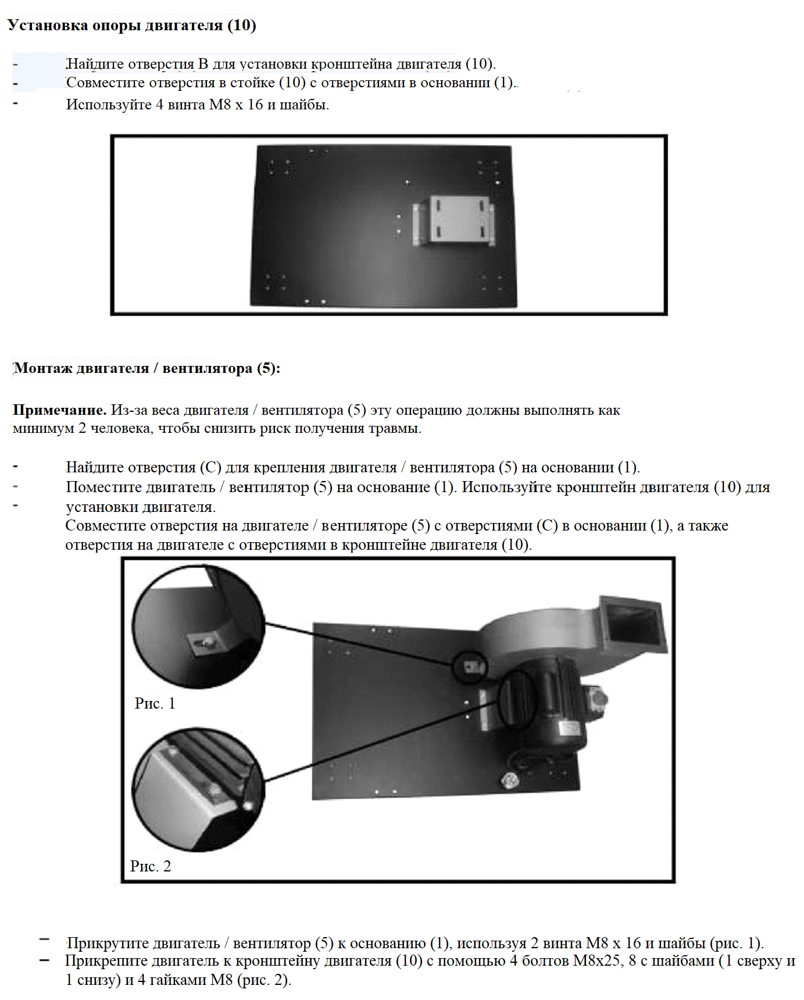 Установка опоры двигателя (10)
- Найдите отверстия В для установки кронштейна двигателя (10).
- Совместите отверстия в стойке (10) с отверстиями в основании (1)..
- Используйте 4 винта М8 х 16 и шайбы.
Монтаж двигателя / вентилятора (5):
Примечание. Из-за веса двигателя / вентилятора (5) эту операцию должны выполнять как
минимум 2 человека, чтобы снизить риск получения травмы.
- Найдите отверстия (С) для крепления двигателя / вентилятора (5) на основании (1).
- Поместите двигатель / вентилятор (5) на основание (1). Используйте кронштейн двигателя (10) для
- установки двигателя.
Совместите отверстия на двигателе / вентиляторе (5) с отверстиями (С) в основании (1), а также
отверстия на двигателе с отверстиями в кронштейне двигателя (10).
Рис. 1
Рис. 2
– Прикрутите двигатель / вентилятор (5) к основанию (1), используя 2 винта М8 х 16 и шайбы (рис. 1).
– Прикрепите двигатель к кронштейну двигателя (10) с помощью 4 болтов М8х25, 8 с шайбами (1 сверху и
1 снизу) и 4 гайками М8 (рис. 2).